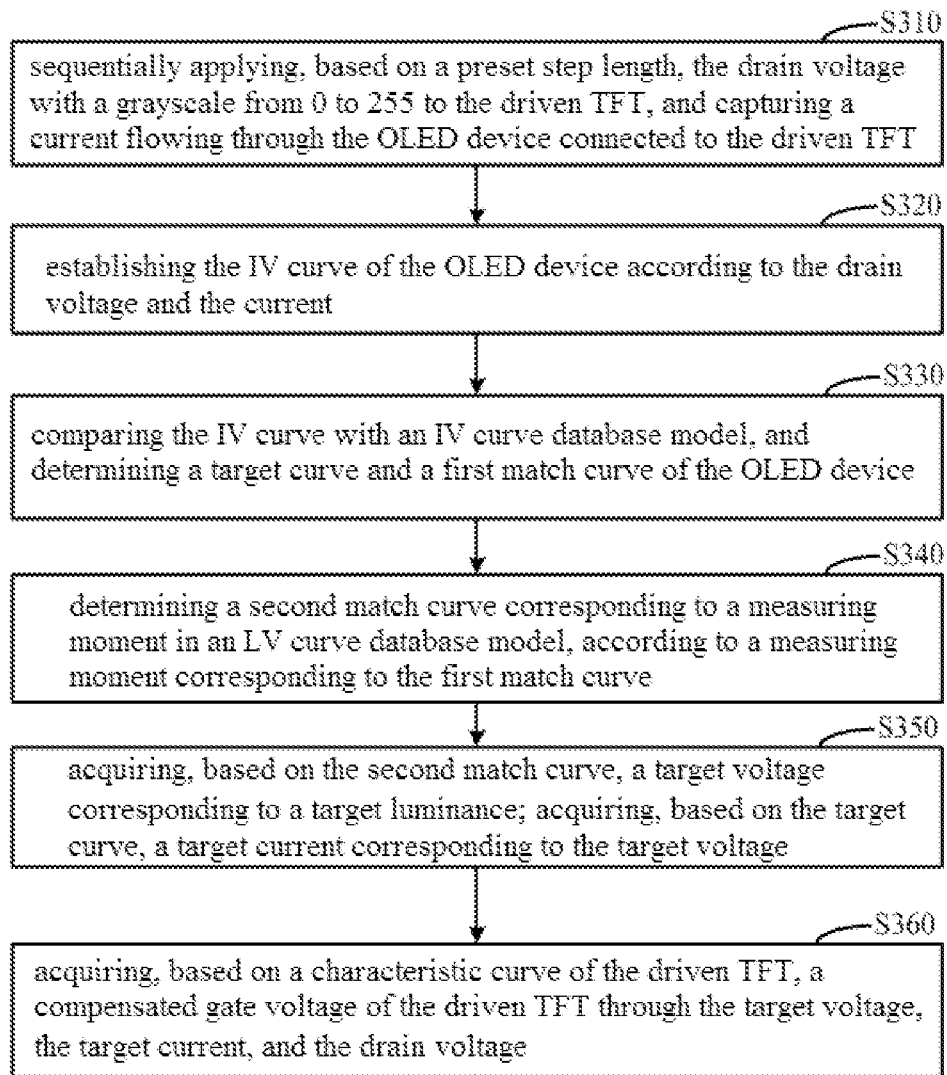 S310
sequentially applying, based on a preset step length, the drain voltage
with a grayscale from 0 to 255 to the driven TFT, and capturing a
current flowing through the OLED device connected to the driven TFT
S320
establishing the IV curve of the OLED device according to the drain
voltage and the current
S330
comparing the IV curve with an IV curve database model, and
determining a target curve and a first match curve of the OLED device
S340
determining a second match curve corresponding to a measuring
moment in an LV curve database model, according to a measuring
moment corresponding to the first match curve
S350
acquiring, based on the second match curve, a target voltage
corresponding to a target luminance; acquiring, based on the target
curve, a target current corresponding to the target voltage
S360
acquiring, based on a characteristic curve of the driven TFT, a
compensated gate voltage of the driven TFT through the target voltage,
the target current, and the drain voltage